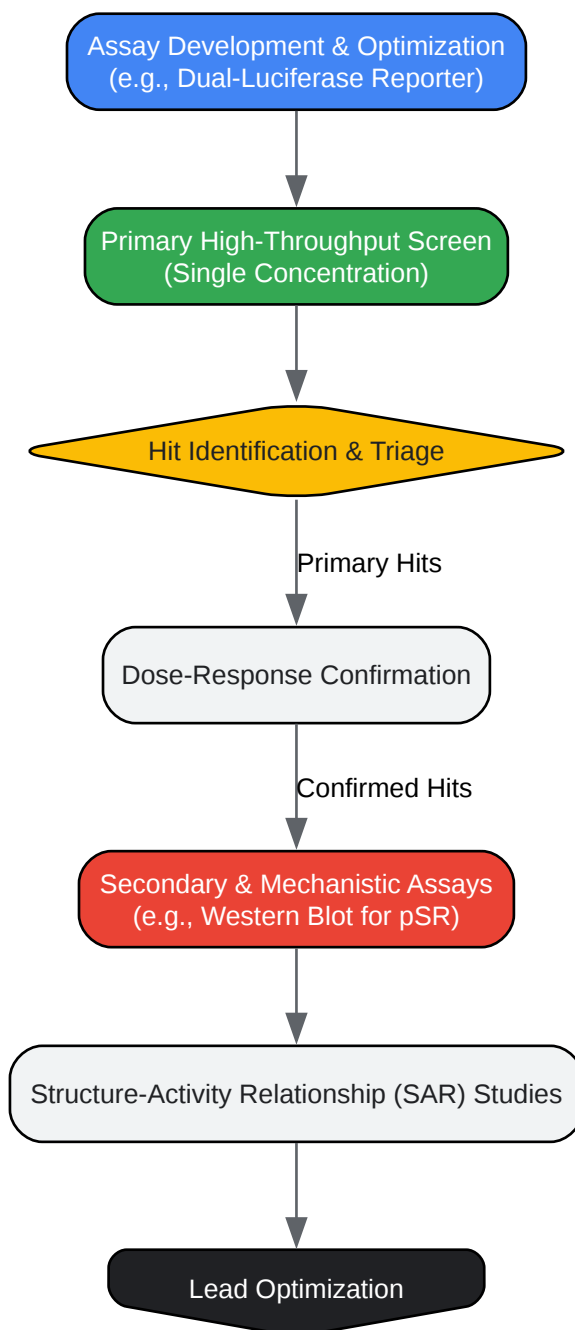 Assay Development & Optimization
(e.g., Dual-Luciferase Reporter)
Primary High-Throughput Screen
(Single Concentration)
Hit Identification & Triage
Primary Hits
Dose-Response Confirmation
Confirmed Hits
Secondary & Mechanistic Assays
(e.g., Western Blot for pSR)
Structure-Activity Relationship (SAR) Studies
Lead Optimization